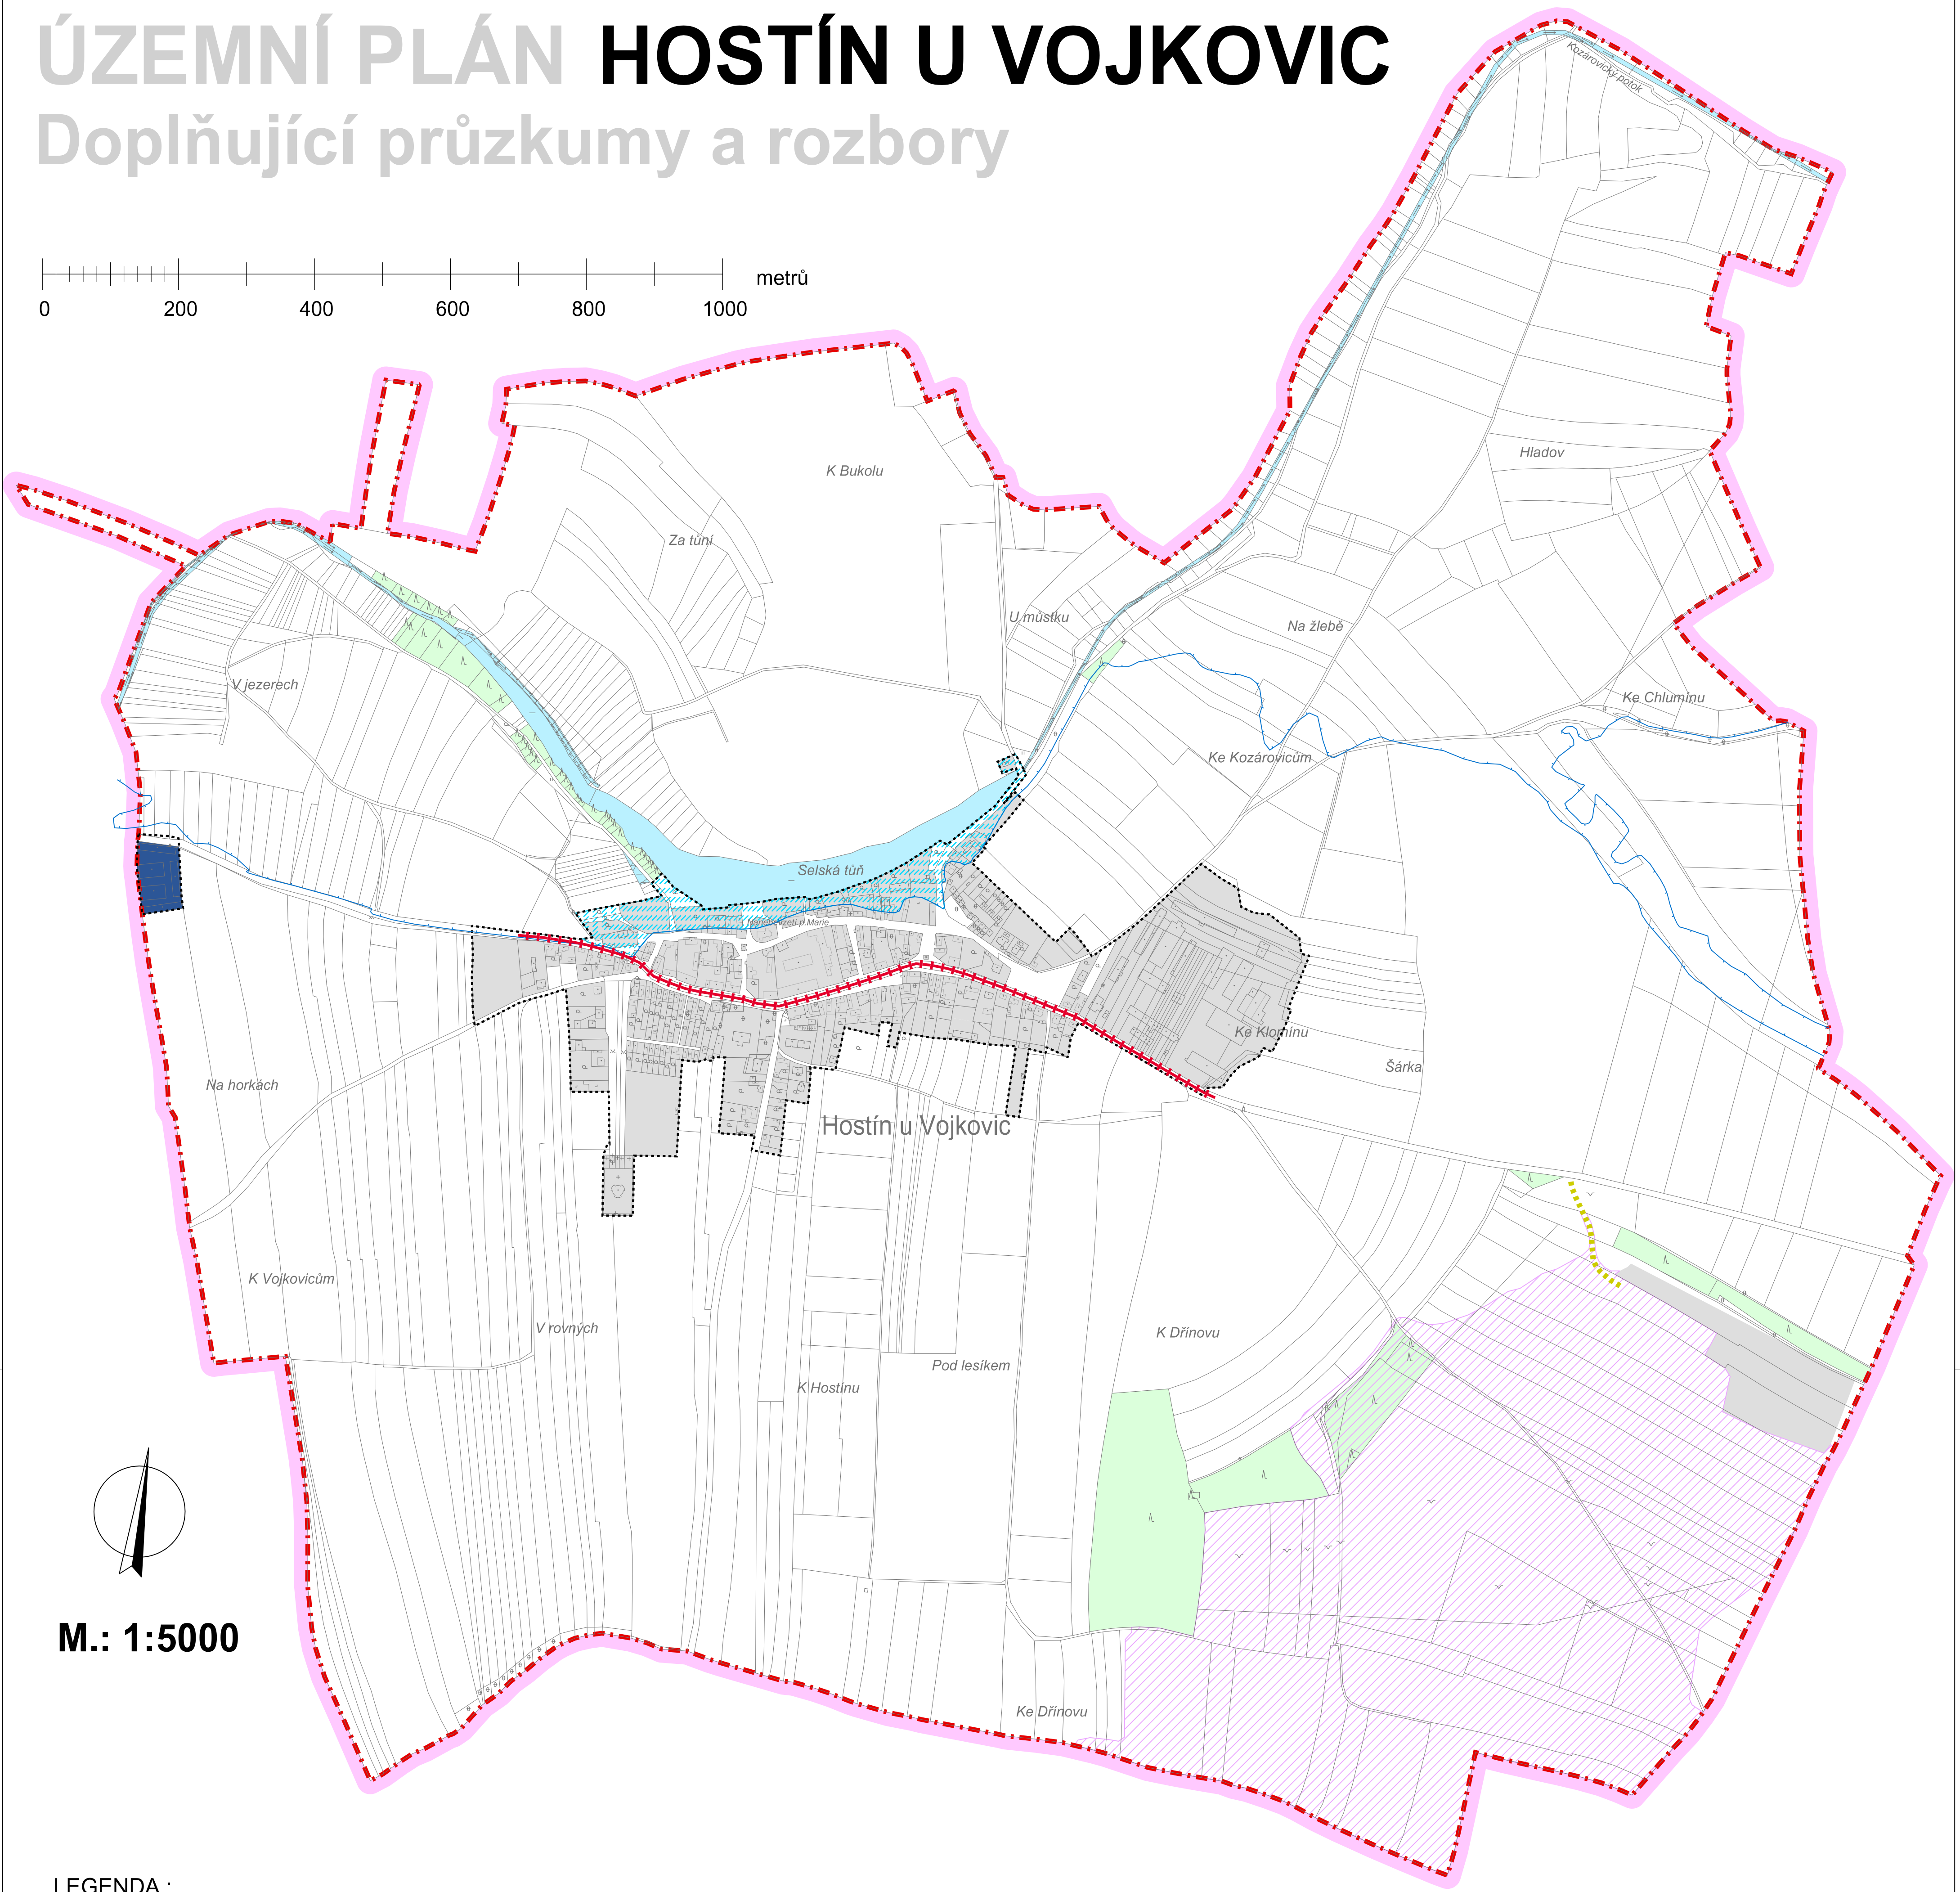 ÚZEMNÍ PLÁN HOSTÍN U VOJKOVIC
Doplňující průzkumy a rozbory
Kozárovický potok
metrů
0 200 400 600 800 1000
K Bukolu
Hladov
Za tůní
U můstku
Na žlebě
V jezerech
Ke Chlumínu
Ke Kozárovicům
Selská tůň
Ke Klomínu
Šárka
Na horkách
Hostín u Vojkovic
K Vojkovicům
V rovných
K Dřínovu
Pod lesíkem
K Hostínu
M.: 1:5000
Ke Dřínovu
LEGENDA :